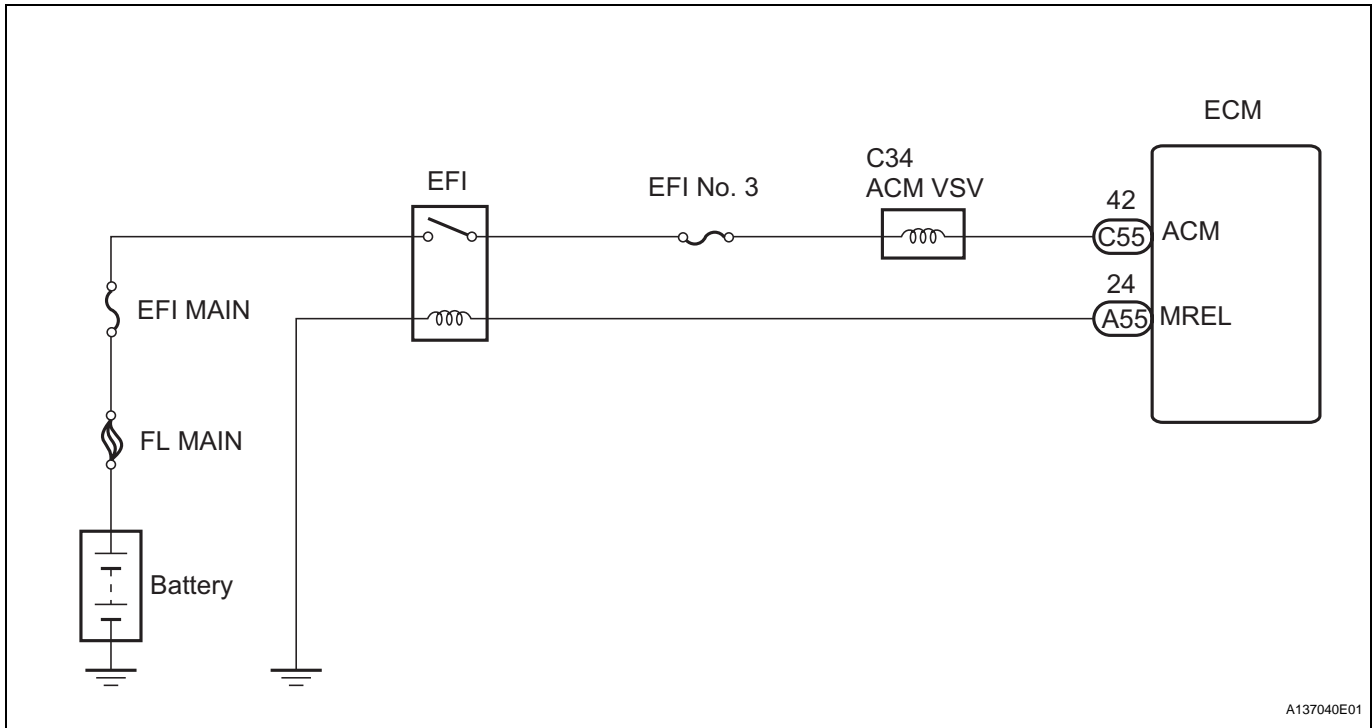 ECM
C34
ACM VSV
EFI
EFI No. 3
42
C55
ACM
24
A55
MREL
EFI MAIN
FL MAIN
Battery
A137040E01